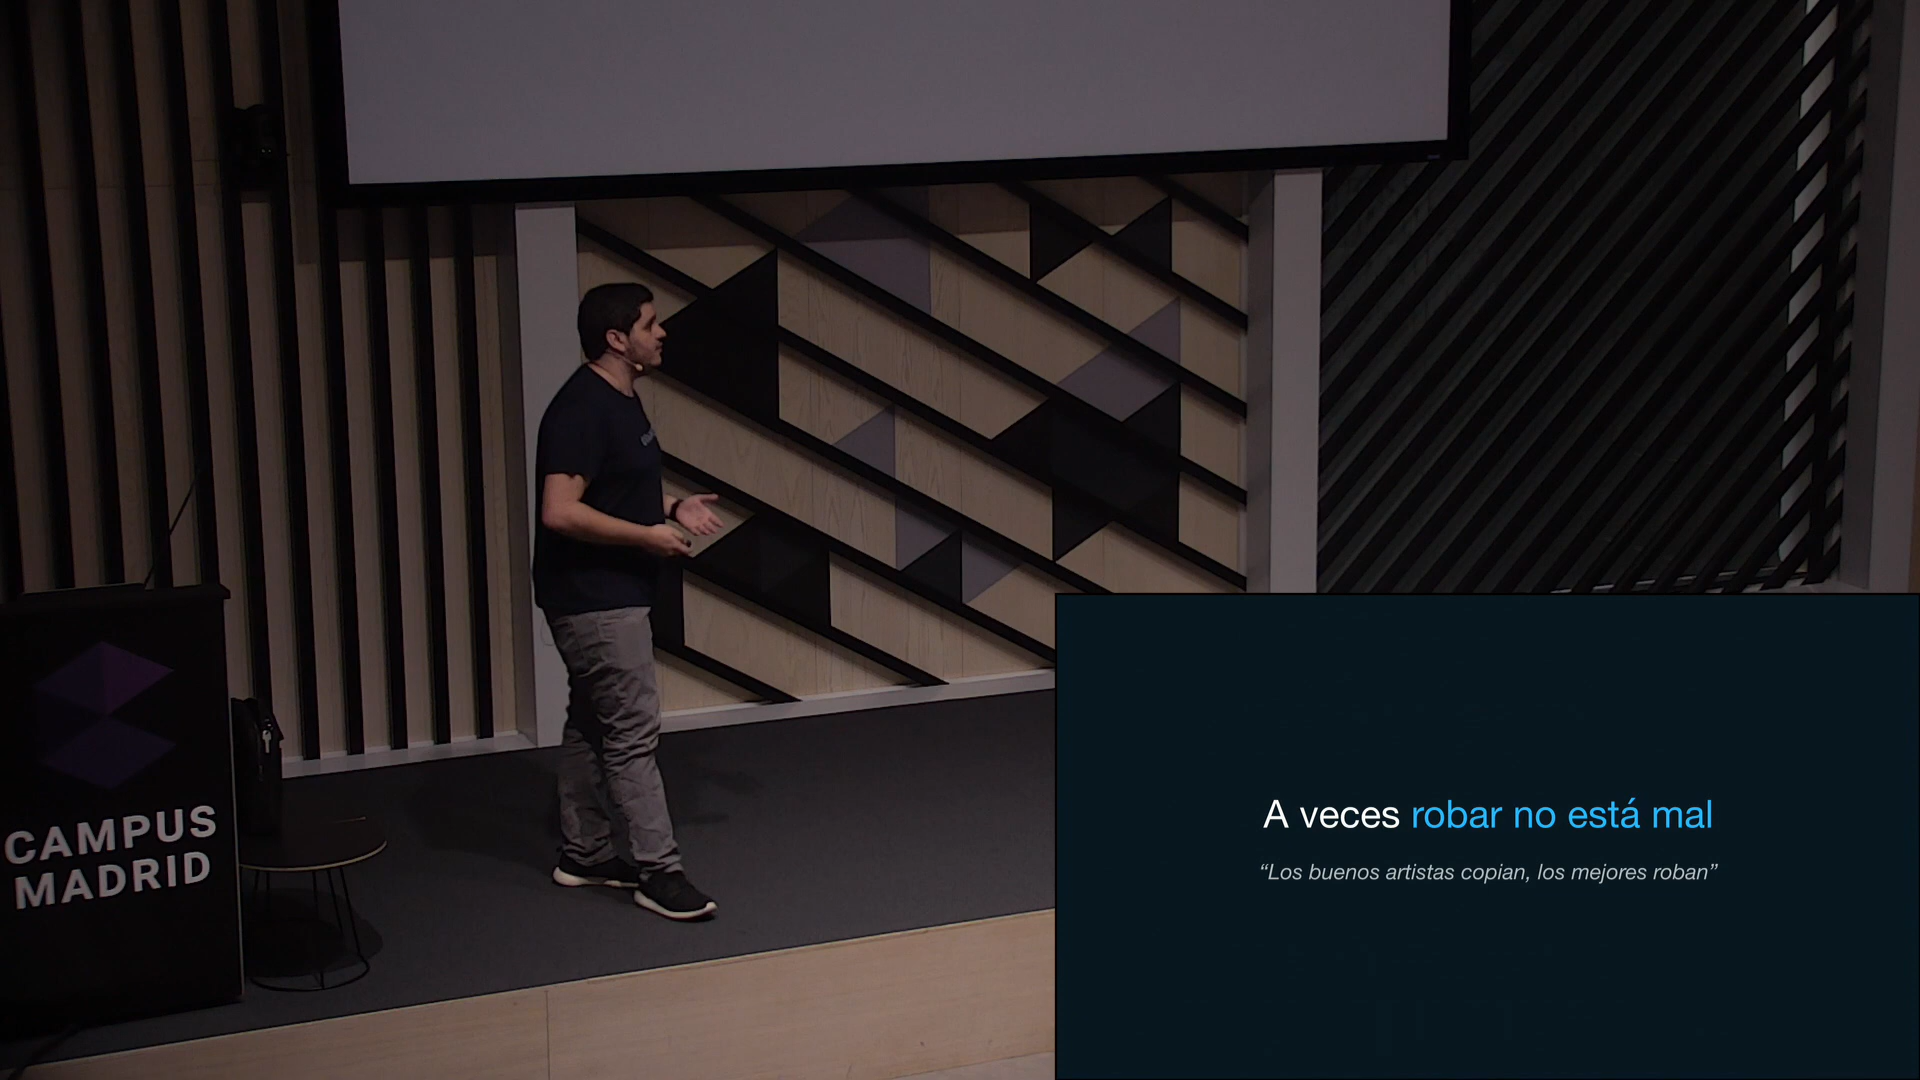 CAMPUS
MADRID
A veces robar no está mal
“Los buenos artistas copian, los mejores roban”